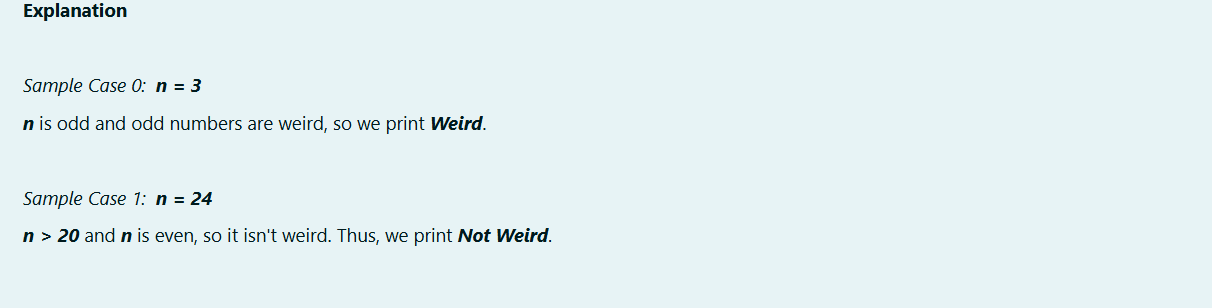 Explanation
Sample Case 0: n = 3
n is odd and odd numbers are weird, so we print Weird.
Sample Case 1: n = 24
n > 20 and n is even, so it isn't weird. Thus, we print Not Weird.